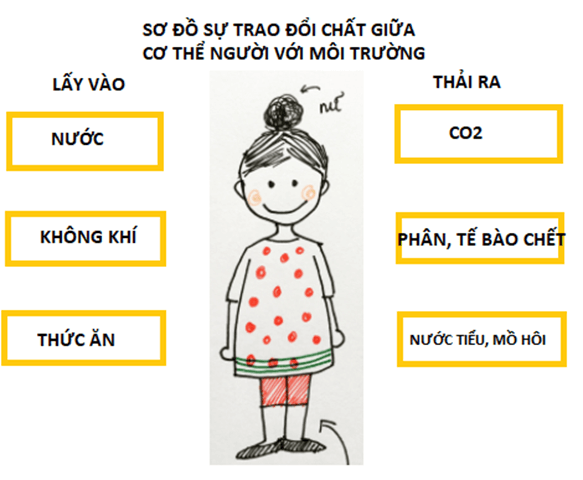 SƠ ĐỒ SỰ TRAO ĐỔI CHẤT GIỮA
CƠ THỂ NGƯỜI VỚI MÔI TRƯỜNG
LẤY VÀO
THẢI RA
NƯỚC
CO2
KHÔNG KHÍ
PHÂN, TẾ BÀO CHẾT
THỨC ĂN
NƯỚC TIỂU, MỒ HÔI